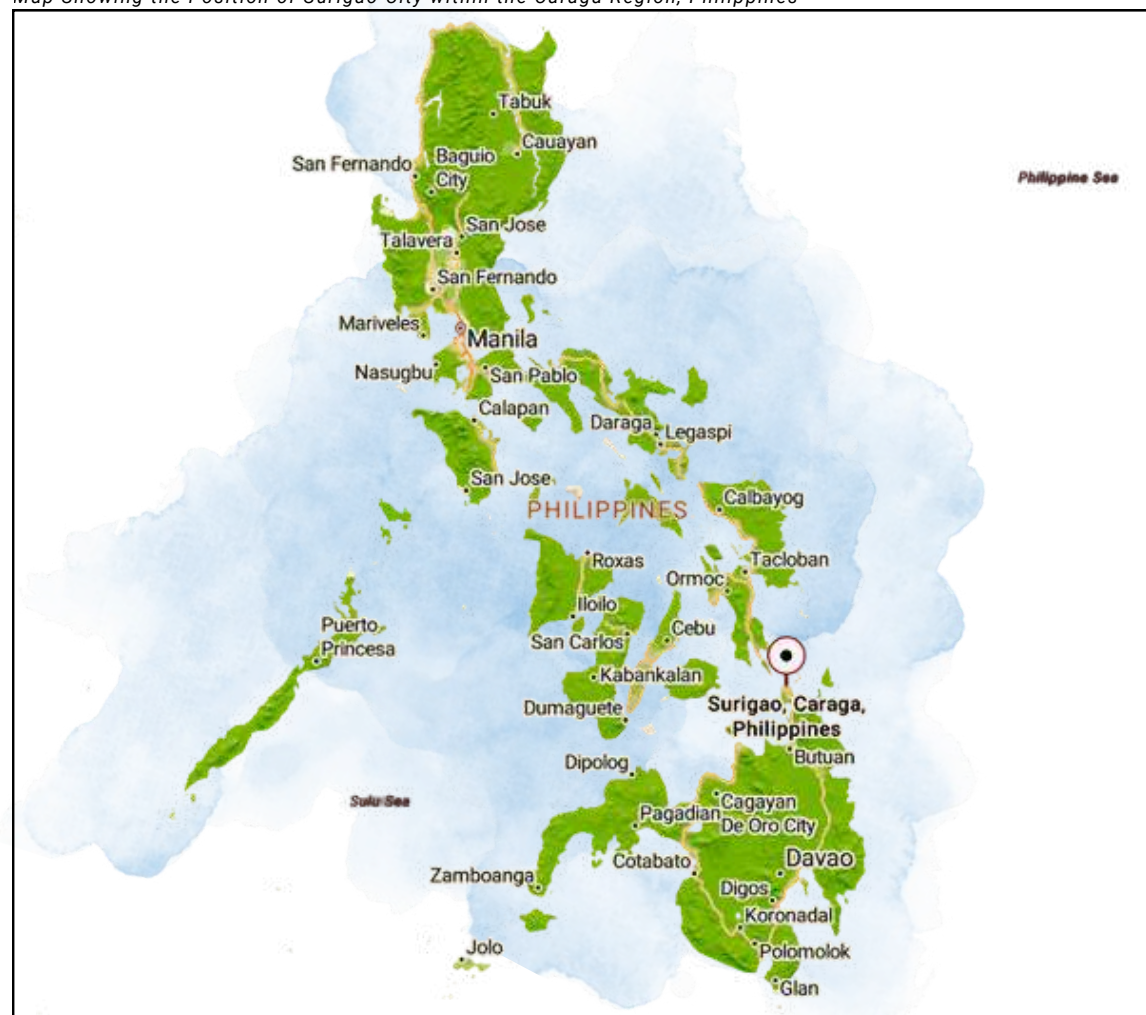 Map Showing the Position of Surigao City within the Caraga Region, Philippines
Tabuk
Cauayan
San Fernando
Baguio
City
Philippine Sea
San Jose
Talavera
San Fernando
Mariveles
Manila
Nasugbu
San Pablo
Calapan
Daraga
Legaspi
San Jose
PHILIPPINES
Calbayog
Roxas
Tacloban
Ormoc
Iloilo
Puerto
Princesa
San Carlos
Cebu
Kabankalan
Dumaguete
Surigao, Caraga,
Philippines
Butuan
Dipolog
Sulu Sea
Cagayan
De Oro City
Pagadian
Cotabato
Davao
Zamboanga
Digos
Koronadal
Jolo
Polomolok
Glan